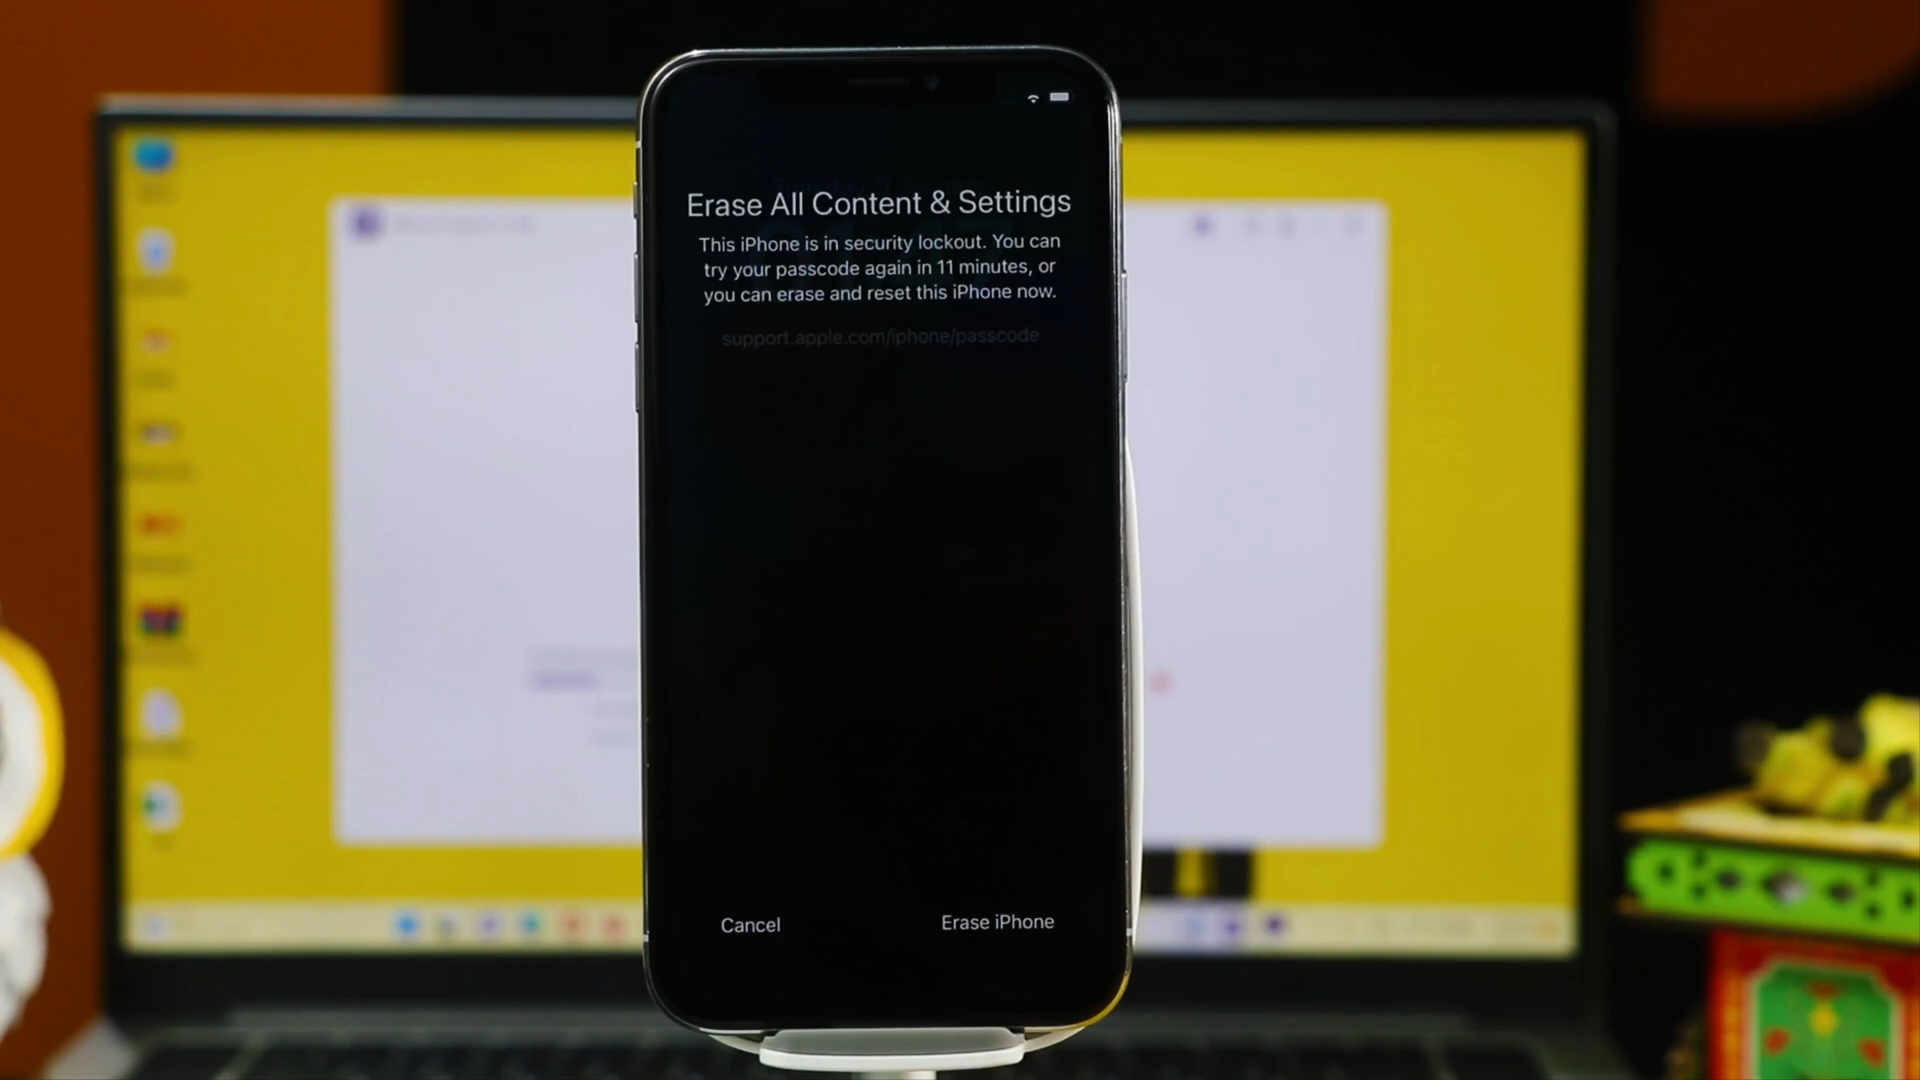 Erase All Content & Settings
This iPhone is in security lockout. You can
try your passcode again in 11 minutes, or
you can erase and reset this iPhone now.
support.apple.com/iphone/passcode
Cancel
Erase iPhone